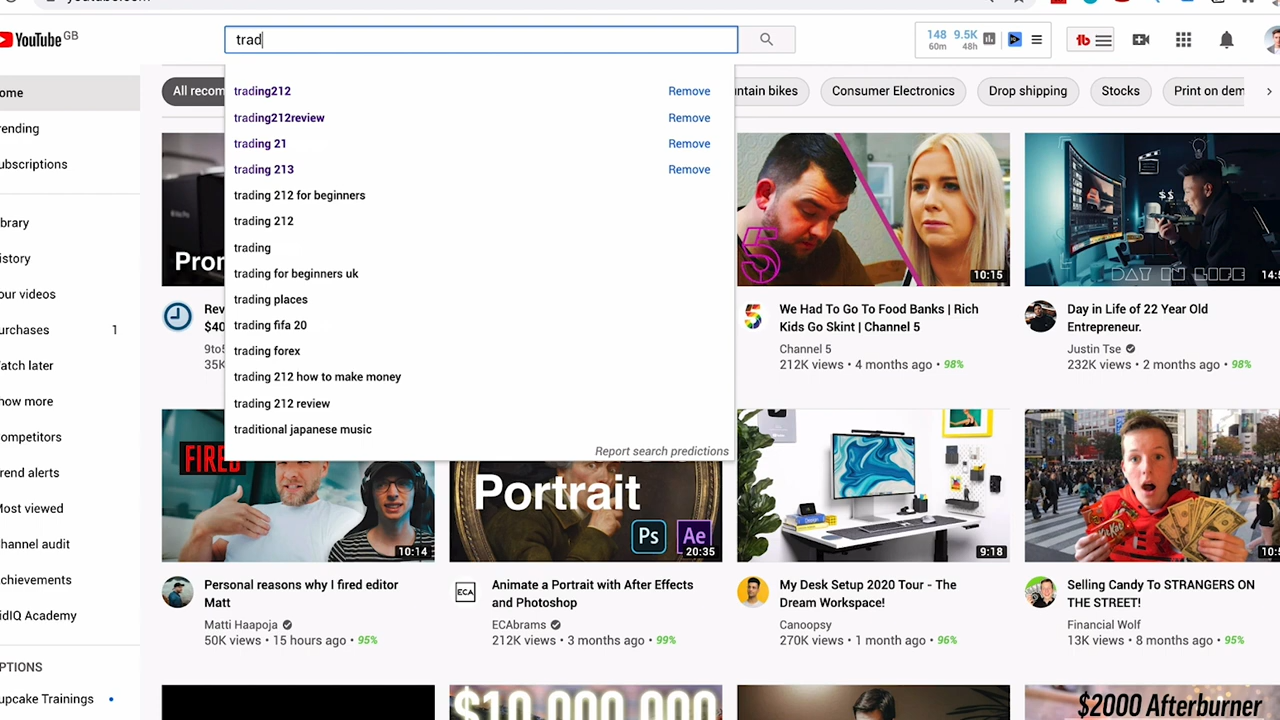 YouTube GB
trad
148 9.5K
60m 48h
ome
rending
ubscriptions
brary
istory
our videos
urchases 1
atch later
how more
ompetitors
rend alerts
ost viewed
hannel audit
chievements
idIQ Academy
PTIONS
upcake Trainings
All recom
ntain bikes
Consumer Electronics
Drop shipping
Stocks
Print on dem
trading212 Remove
trading212review Remove
trading 21 Remove
trading 213 Remove
trading 212 for beginners
trading 212
trading
trading for beginners uk
trading places
trading fifa 20
trading forex
trading 212 how to make money
trading 212 review
traditional japanese music
Report search predictions
Pron
Rev
$40
9to5
35K
5
10:15
We Had To Go To Food Banks | Rich
Kids Go Skint | Channel 5
Channel 5
212K views • 4 months ago • 98%
$$
DAY IN LIFE
14:5
Day in Life of 22 Year Old
Entrepreneur.
Justin Tse
232K views • 2 months ago • 98%
FIRED
10:14
Personal reasons why I fired editor
Matt
Matti Haapoja
50K views • 15 hours ago • 95%
Portrait
Ps Ae
20:35
ECA
Animate a Portrait with After Effects
and Photoshop
ECAbrams
212K views • 3 months ago • 99%
9:18
My Desk Setup 2020 Tour - The
Dream Workspace!
Canoopsy
270K views • 1 month ago • 96%
10:5
Selling Candy To STRANGERS ON
THE STREET!
Financial Wolf
13K views • 8 months ago • 95%
$10,000,000
$2000 Afterburner